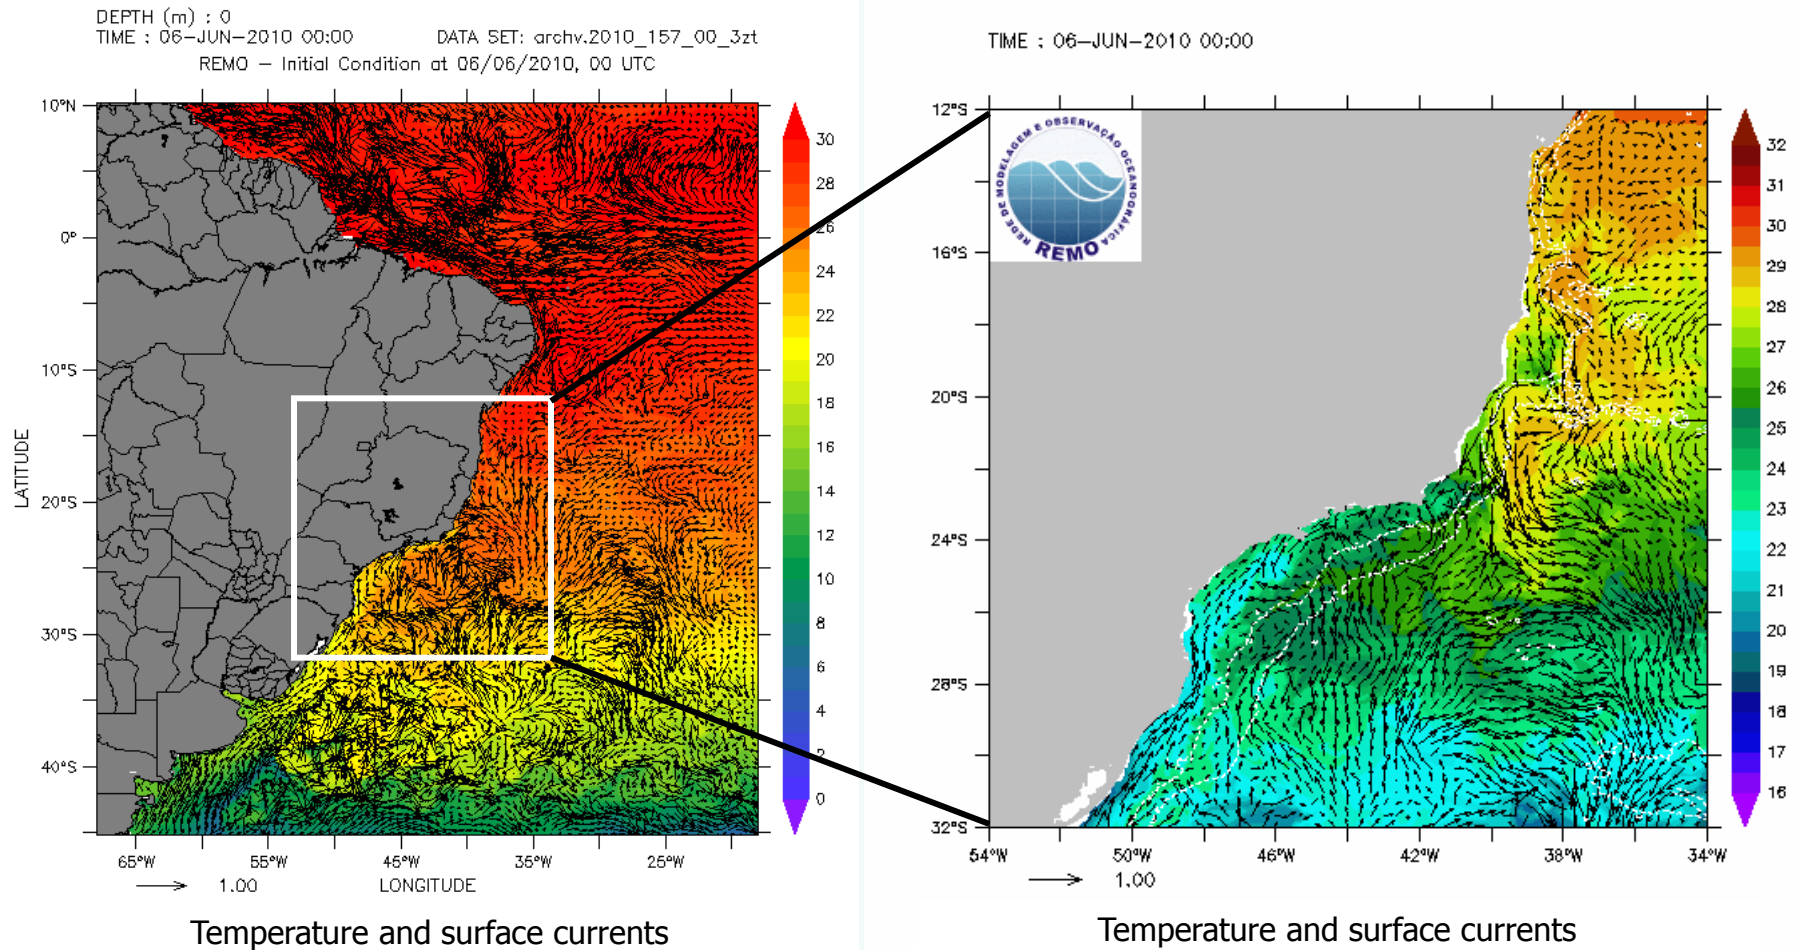 DEPTH (m) : 0
TIME : 06-JUN-2010 00:00
DATA SET: archv.2010_157_00_3zt
REMO - Initial Condition at 06/06/2010, 00 UTC
10°N
0°
10°S
20°S
30°S
40°S
LATITUDE
65°W
55°W
45°W
35°W
25°W
1.00
LONGITUDE
30
28
26
24
22
20
18
16
14
12
10
8
6
4
2
0
Temperature and surface currents
TIME : 06-JUN-2010 00:00
REDE DE MODELAGEM E OBSERVAÇÃO OCEANOGRÁFICA
REMO
12°S
16°S
20°S
24°S
28°S
32°S
54°W
50°W
46°W
42°W
38°W
34°W
1.00
32
31
30
29
28
27
26
25
24
23
22
21
20
19
18
17
16
Temperature and surface currents